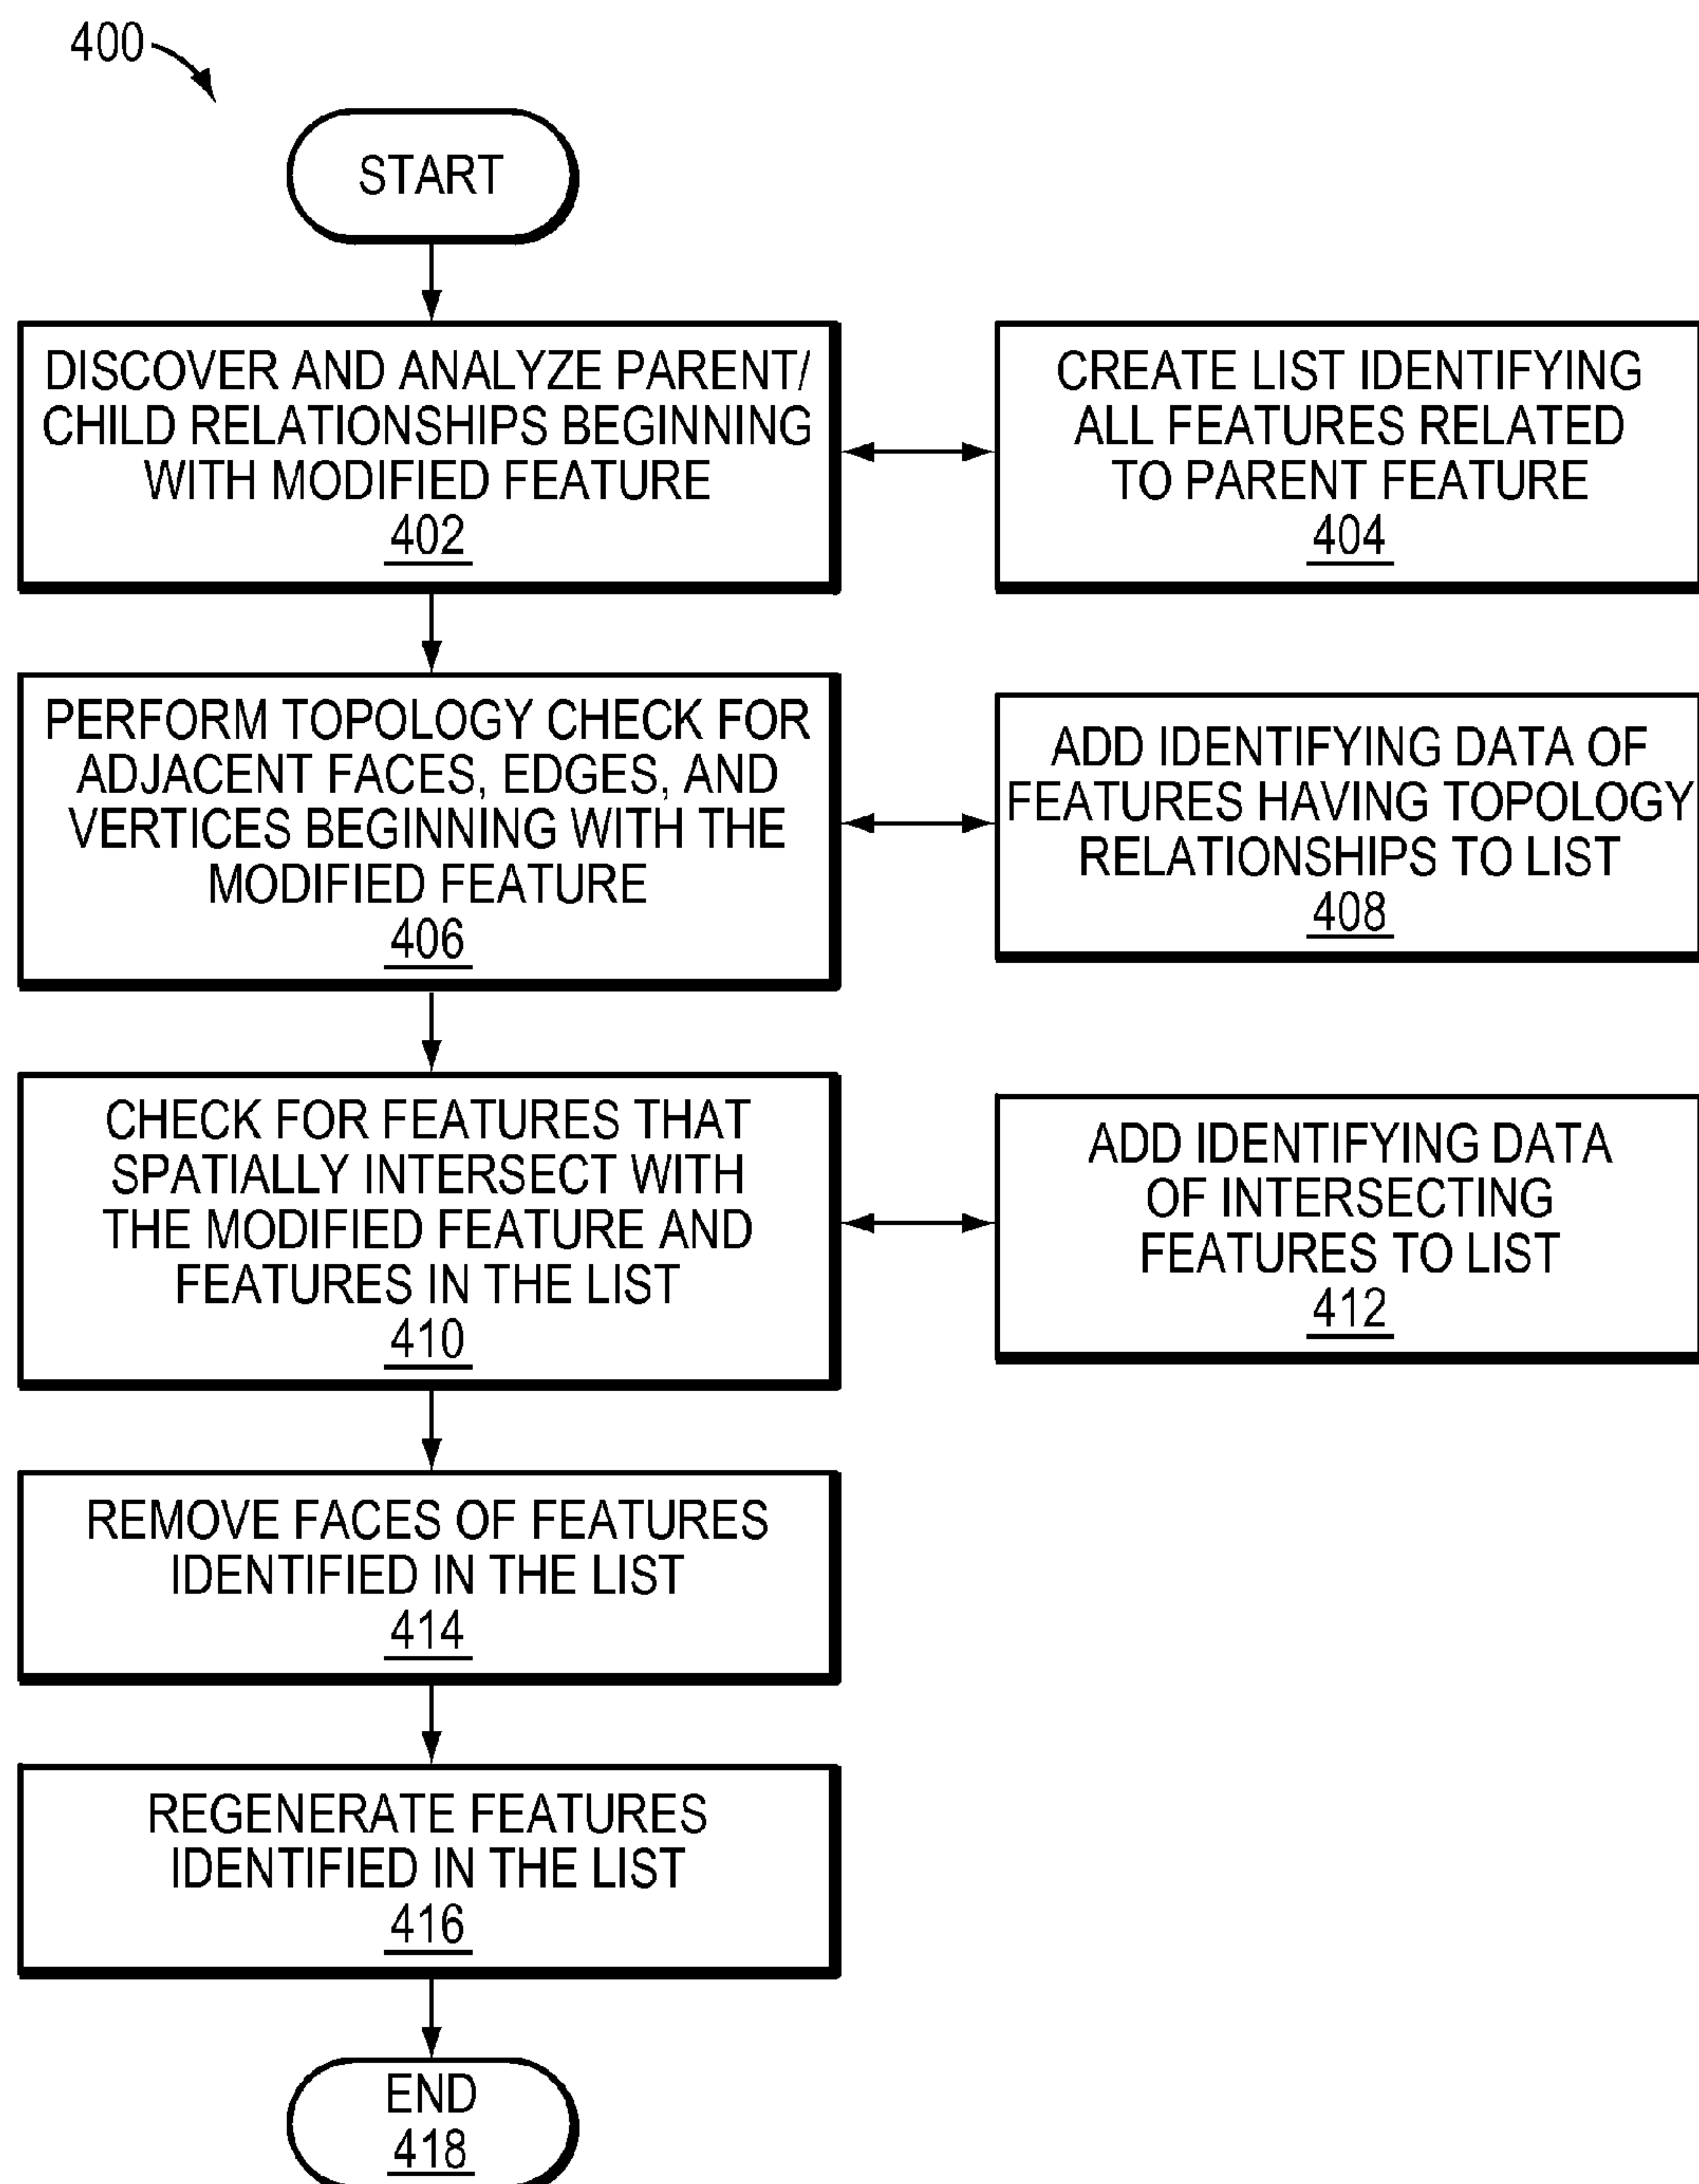 400
START
DISCOVER AND ANALYZE PARENT/
CHILD RELATIONSHIPS BEGINNING
WITH MODIFIED FEATURE
402
CREATE LIST IDENTIFYING
ALL FEATURES RELATED
TO PARENT FEATURE
404
PERFORM TOPOLOGY CHECK FOR
ADJACENT FACES, EDGES, AND
VERTICES BEGINNING WITH THE
MODIFIED FEATURE
406
ADD IDENTIFYING DATA OF
FEATURES HAVING TOPOLOGY
RELATIONSHIPS TO LIST
408
CHECK FOR FEATURES THAT
SPATIALLY INTERSECT WITH
THE MODIFIED FEATURE AND
FEATURES IN THE LIST
410
ADD IDENTIFYING DATA
OF INTERSECTING
FEATURES TO LIST
412
REMOVE FACES OF FEATURES
IDENTIFIED IN THE LIST
414
REGENERATE FEATURES
IDENTIFIED IN THE LIST
416
END
418